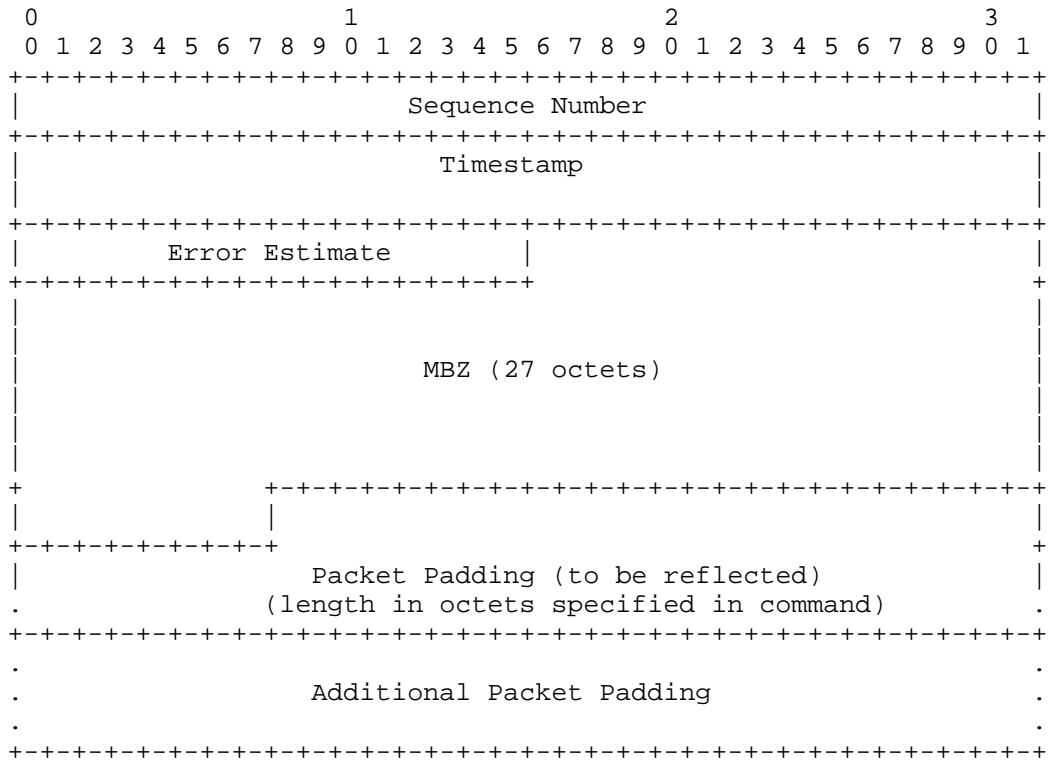 0                   1                   2                   3
0 1 2 3 4 5 6 7 8 9 0 1 2 3 4 5 6 7 8 9 0 1 2 3 4 5 6 7 8 9 0 1
Sequence Number
Timestamp
Error Estimate
MBZ (27 octets)
Packet Padding (to be reflected)
(length in octets specified in command)
Additional Packet Padding